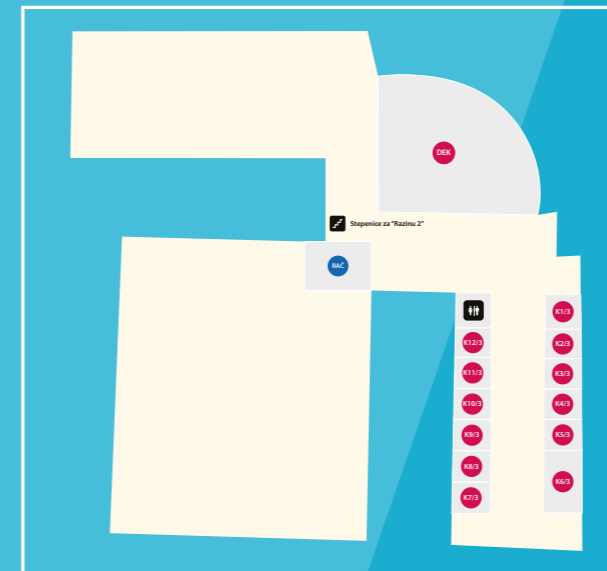 DEK
Stepenice za "Razinu 2"
RAČ
K1/3
K12/3
K2/3
K11/3
K3/3
K10/3
K4/3
K9/3
K5/3
K8/3
K6/3
K7/3